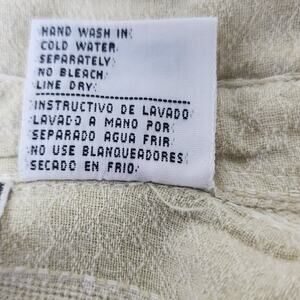 HAND WASH IN
COLD WATER
SEPARATELY
NO BLEACH
LINE DRY
INSTRUCTIVO DE LAVADO
LAVADO A MANO POR
SEPARADO AGUA FRIR
NO USE BLANQUEADORES
SECADO EN FRIO